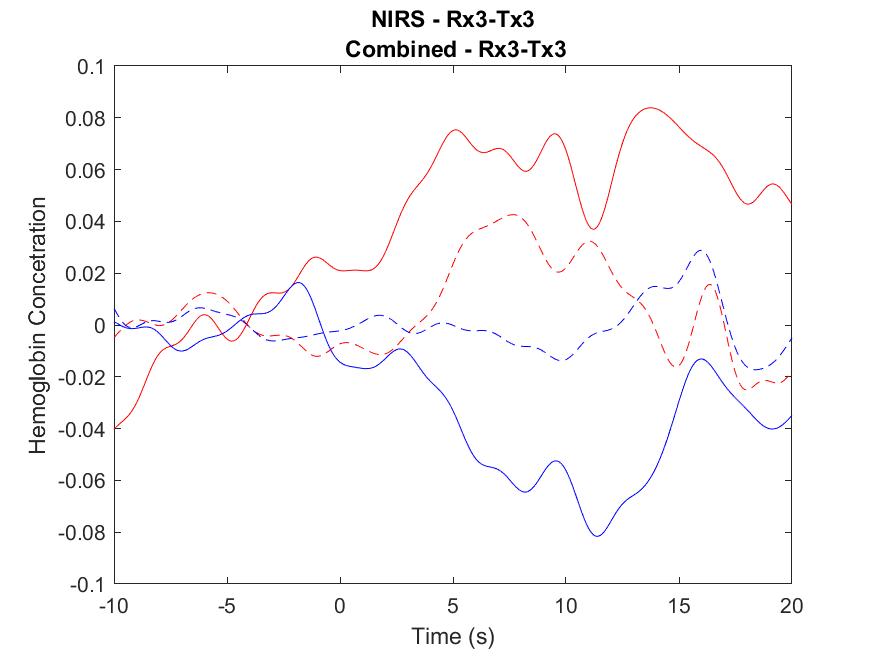 NIRS - Rx3-Tx3
Combined - Rx3-Tx3
0.1
0.08
0.06
0.04
0.02
0
-0.02
-0.04
-0.06
-0.08
-0.1
Hemoglobin Concetration
-10 -5 0 5 10 15 20
Time (s)